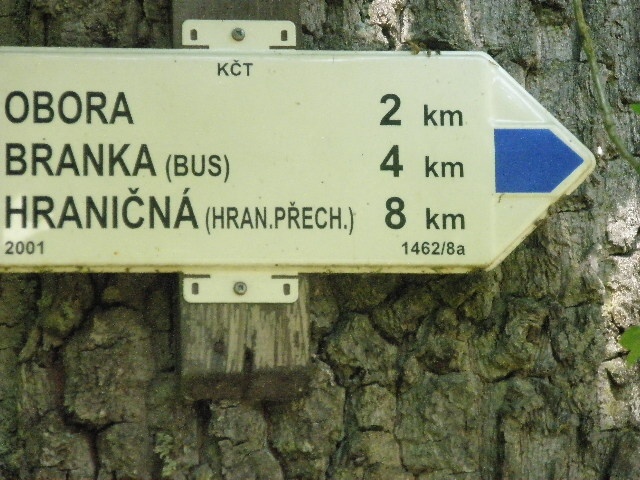 KČT
OBORA 2 km
BRANKA (BUS) 4 km
HRANIČNÁ (HRAN.PŘECH.) 8 km
2001 1462/8a